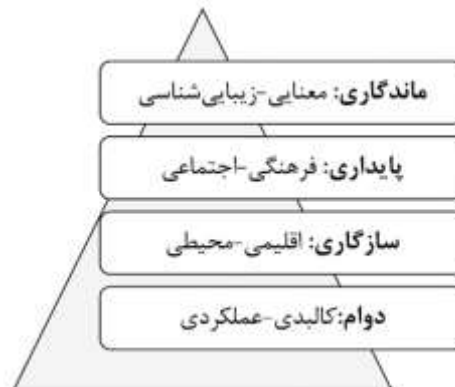 ماندگاری: معنایی-زیبایی‌شناسی
پایداری: فرهنگی-اجتماعی
سازگاری: اقلیمی-محیطی
دوام:کالبدی-عملکردی